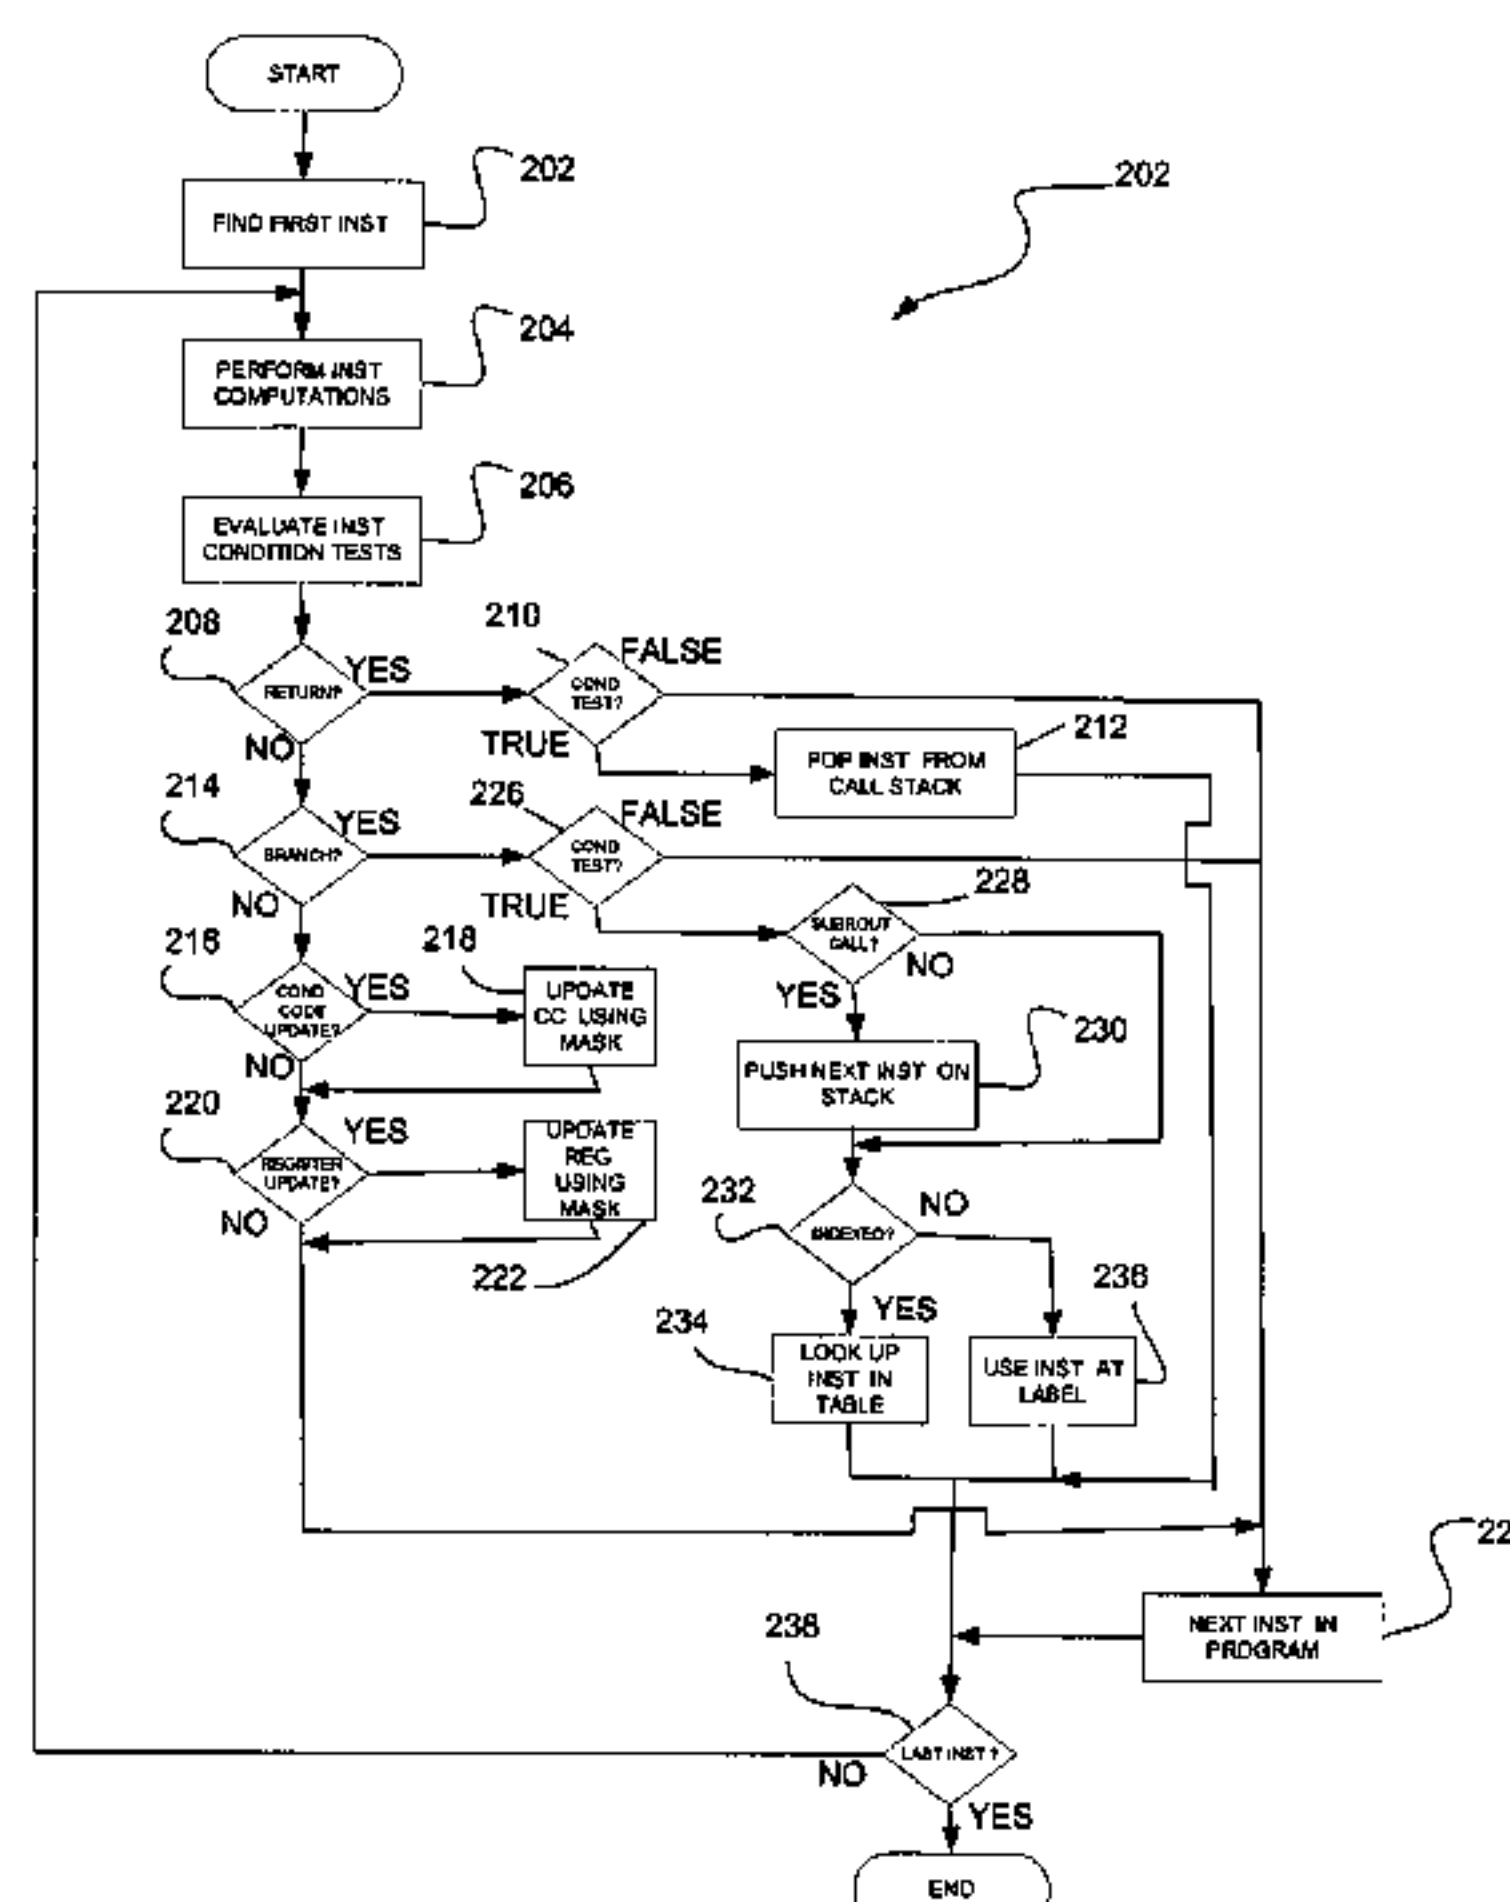 START
202
202
FIND FIRST INST
204
PERFORM INST
COMPUTATIONS
206
EVALUATE INST
CONDITION TESTS
208
RETURN?
YES
NO
210
COND
TEST?
FALSE
TRUE
212
POP INST FROM
CALL STACK
214
BRANCH?
YES
NO
226
COND
TEST?
FALSE
TRUE
228
SUBROUT
CALL?
NO
YES
216
COND
CODE
UPDATE?
YES
NO
218
UPDATE
CC USING
MASK
230
PUSH NEXT INST ON
STACK
220
REGISTER
UPDATE?
YES
NO
UPDATE
REG
USING
MASK
222
232
INDEXED?
NO
YES
234
LOOK UP
INST IN
TABLE
236
USE INST AT
LABEL
22
NEXT INST IN
PROGRAM
238
LAST INST ?
NO
YES
END